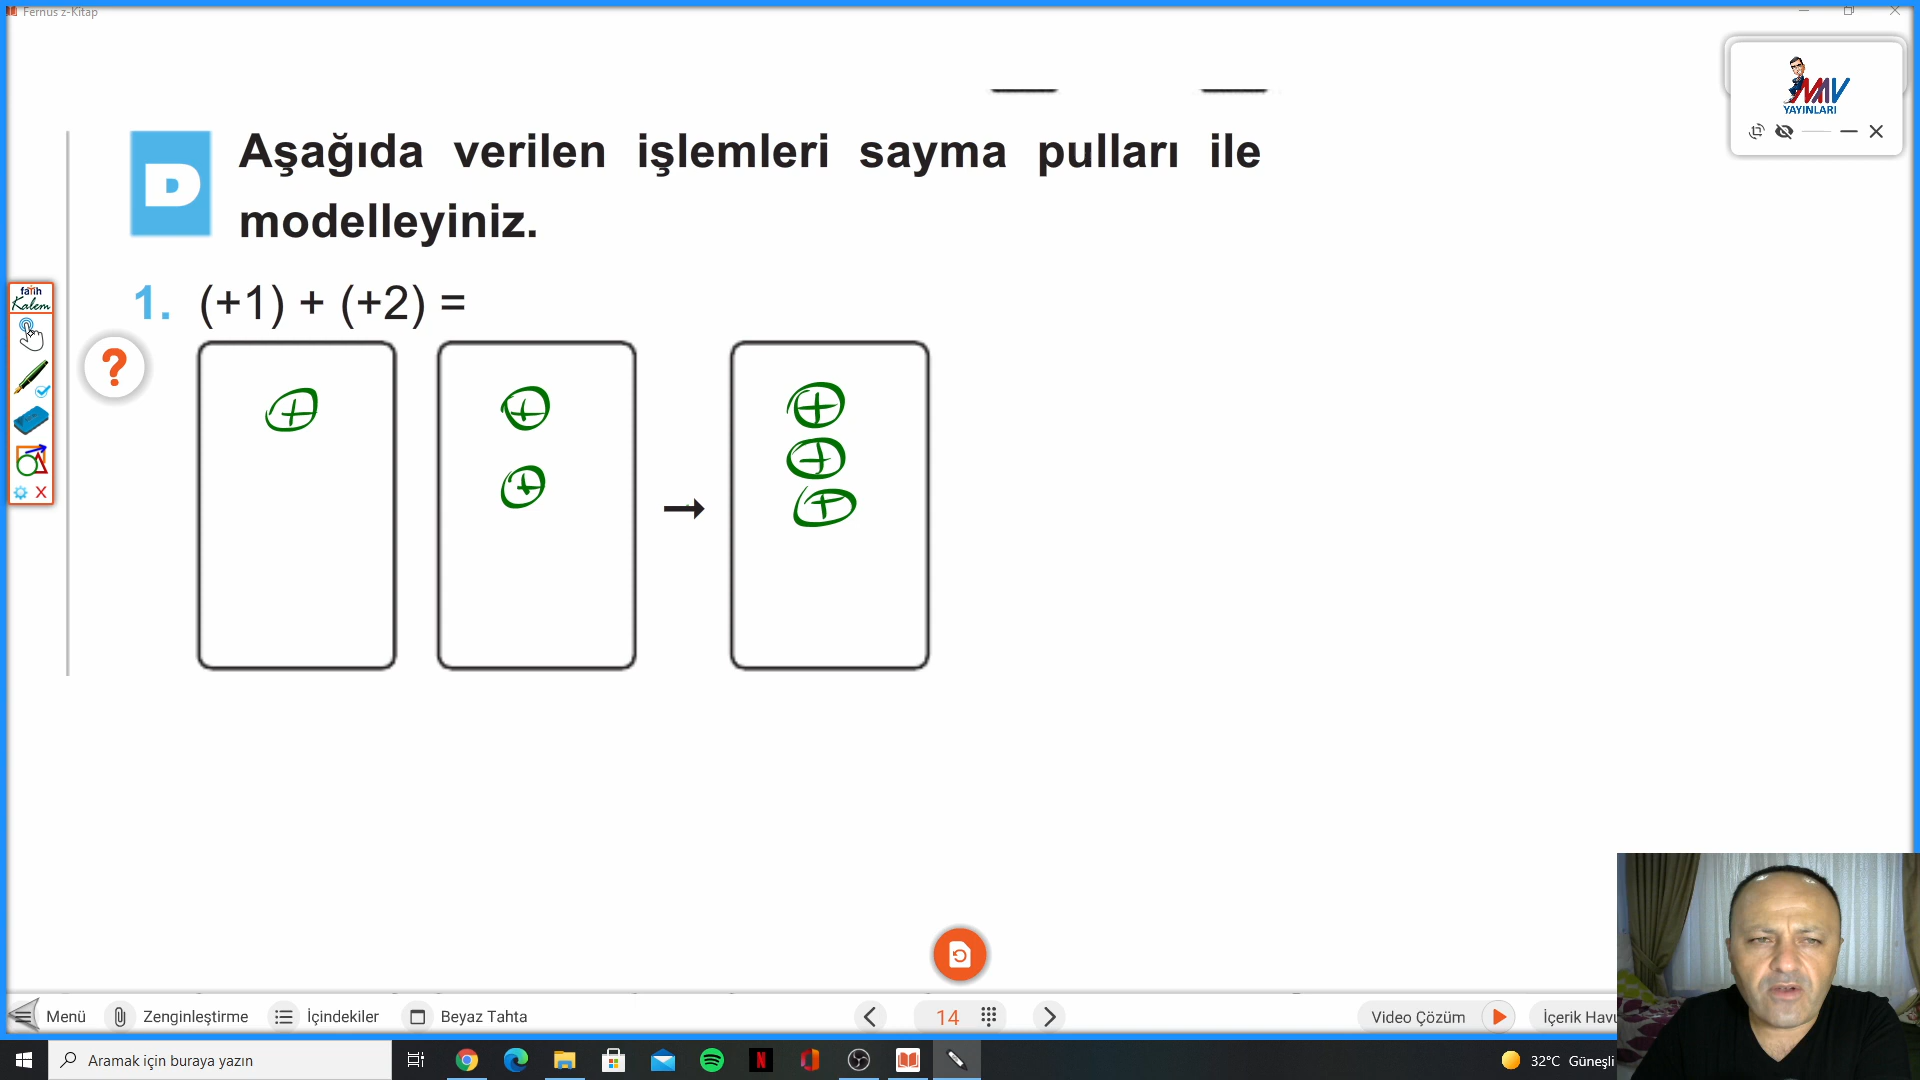 Fernus z-Kitap
MAV
YAYINLARI
D
Aşağıda verilen işlemleri sayma pulları ile
modelleyiniz.
fatih
Kalem
1. (+1) + (+2) =
?
+ + +
+
+ + →
+
Menü Zenginleştirme İçindekiler Beyaz Tahta 14 Video Çözüm İçerik Havu
Aramak için buraya yazın 32°C Güneşli